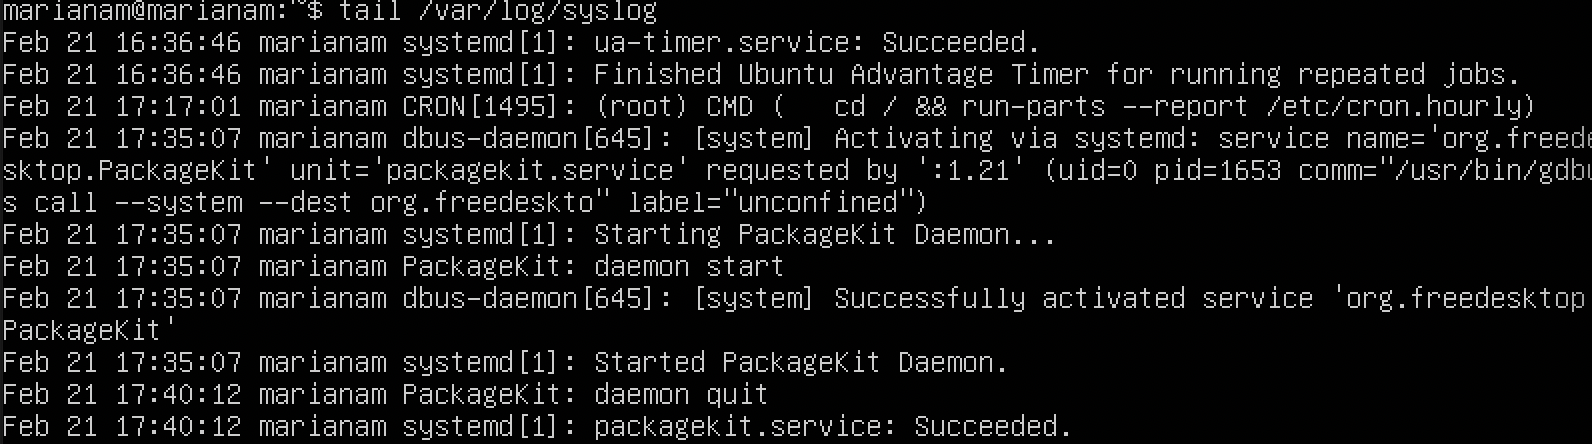 marianam@marianam:~$ tail /var/log/syslog
Feb 21 16:36:46 marianam systemd[1]: ua-timer.service: Succeeded.
Feb 21 16:36:46 marianam systemd[1]: Finished Ubuntu Advantage Timer for running repeated jobs.
Feb 21 17:17:01 marianam CRON[1495]: (root) CMD (   cd / && run-parts --report /etc/cron.hourly)
Feb 21 17:35:07 marianam dbus-daemon[645]: [system] Activating via systemd: service name='org.freede
sktop.PackageKit' unit='packagekit.service' requested by ':1.21' (uid=0 pid=1653 comm="/usr/bin/gdbu
s call --system --dest org.freedeskto" label="unconfined")
Feb 21 17:35:07 marianam systemd[1]: Starting PackageKit Daemon...
Feb 21 17:35:07 marianam PackageKit: daemon start
Feb 21 17:35:07 marianam dbus-daemon[645]: [system] Successfully activated service 'org.freedesktop
PackageKit'
Feb 21 17:35:07 marianam systemd[1]: Started PackageKit Daemon.
Feb 21 17:40:12 marianam PackageKit: daemon quit
Feb 21 17:40:12 marianam systemd[1]: packagekit.service: Succeeded.